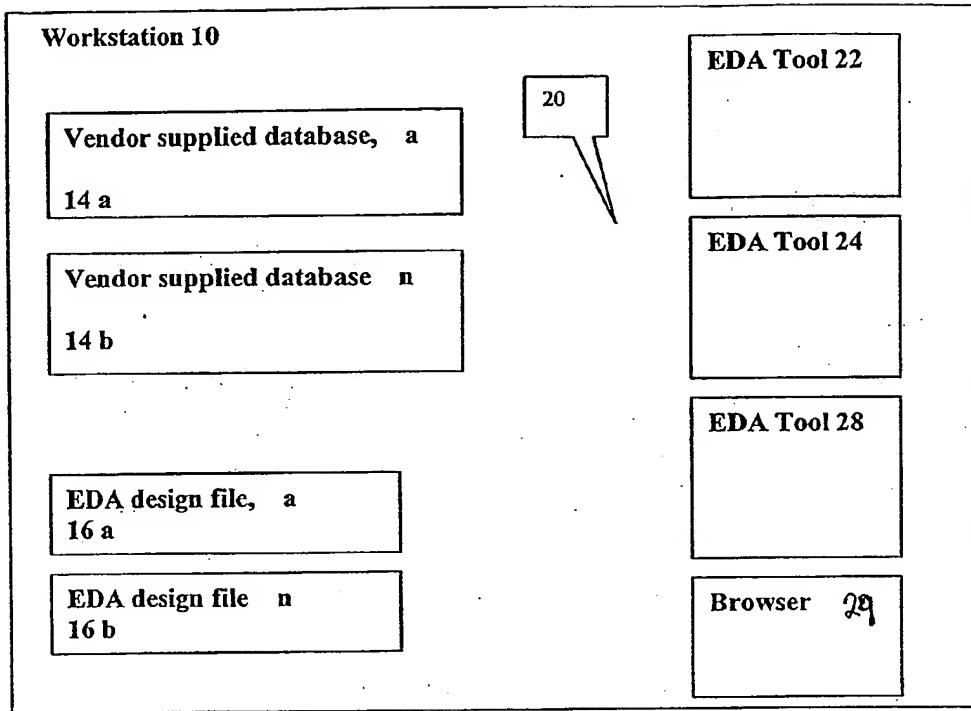 Workstation 10
Vendor supplied database, a
14 a
Vendor supplied database n
14 b
EDA design file, a
16 a
EDA design file n
16 b
20
EDA Tool 22
EDA Tool 24
EDA Tool 28
Browser 29